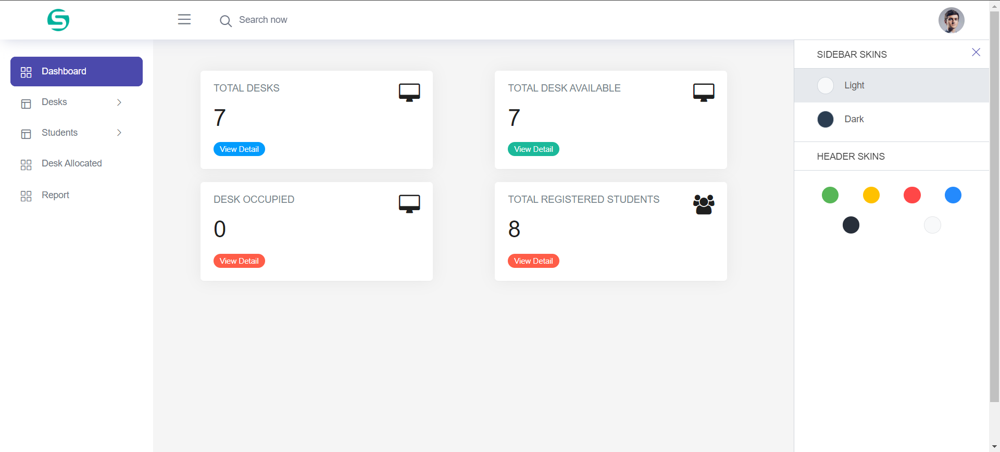 Search now
Dashboard
Desks
Students
Desk Allocated
Report
TOTAL DESKS
7
View Detail
TOTAL DESK AVAILABLE
7
View Detail
DESK OCCUPIED
0
View Detail
TOTAL REGISTERED STUDENTS
8
View Detail
SIDEBAR SKINS
Light
Dark
HEADER SKINS